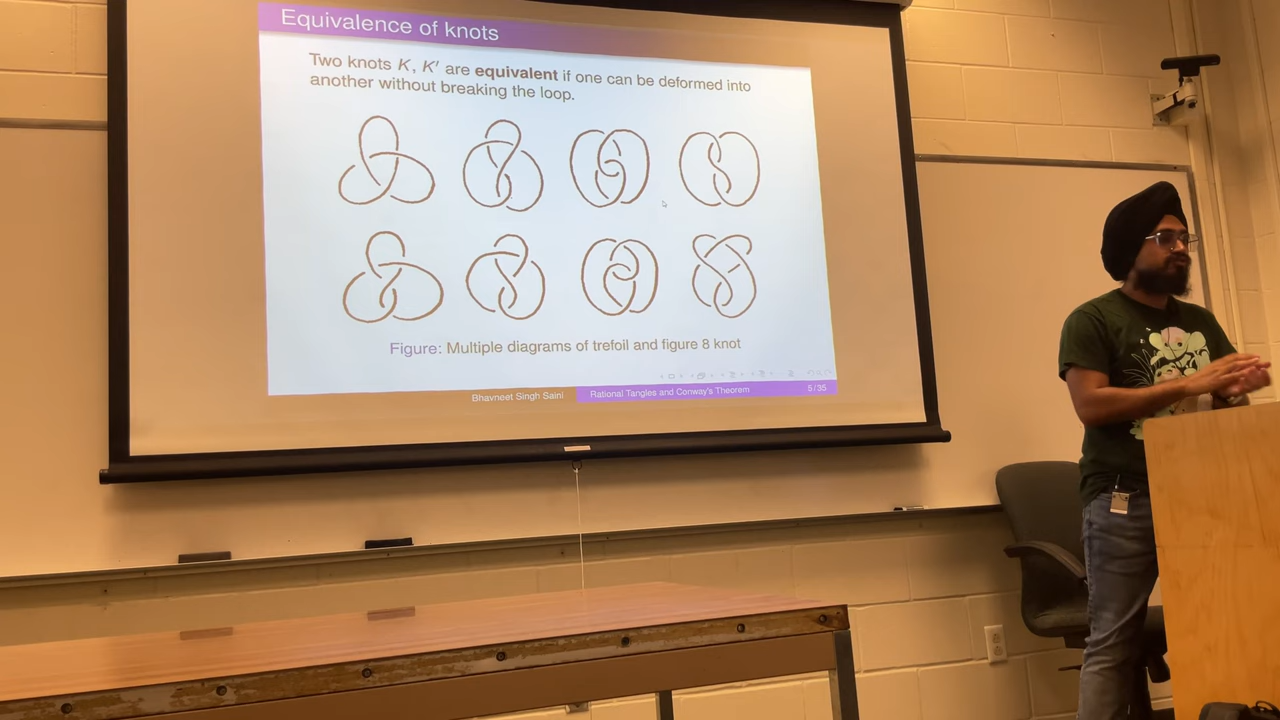 Equivalence of knots
Two knots K, K′ are equivalent if one can be deformed into
another without breaking the loop.
Figure: Multiple diagrams of trefoil and figure 8 knot
Bhavneet Singh Saini
Rational Tangles and Conway's Theorem
5/35